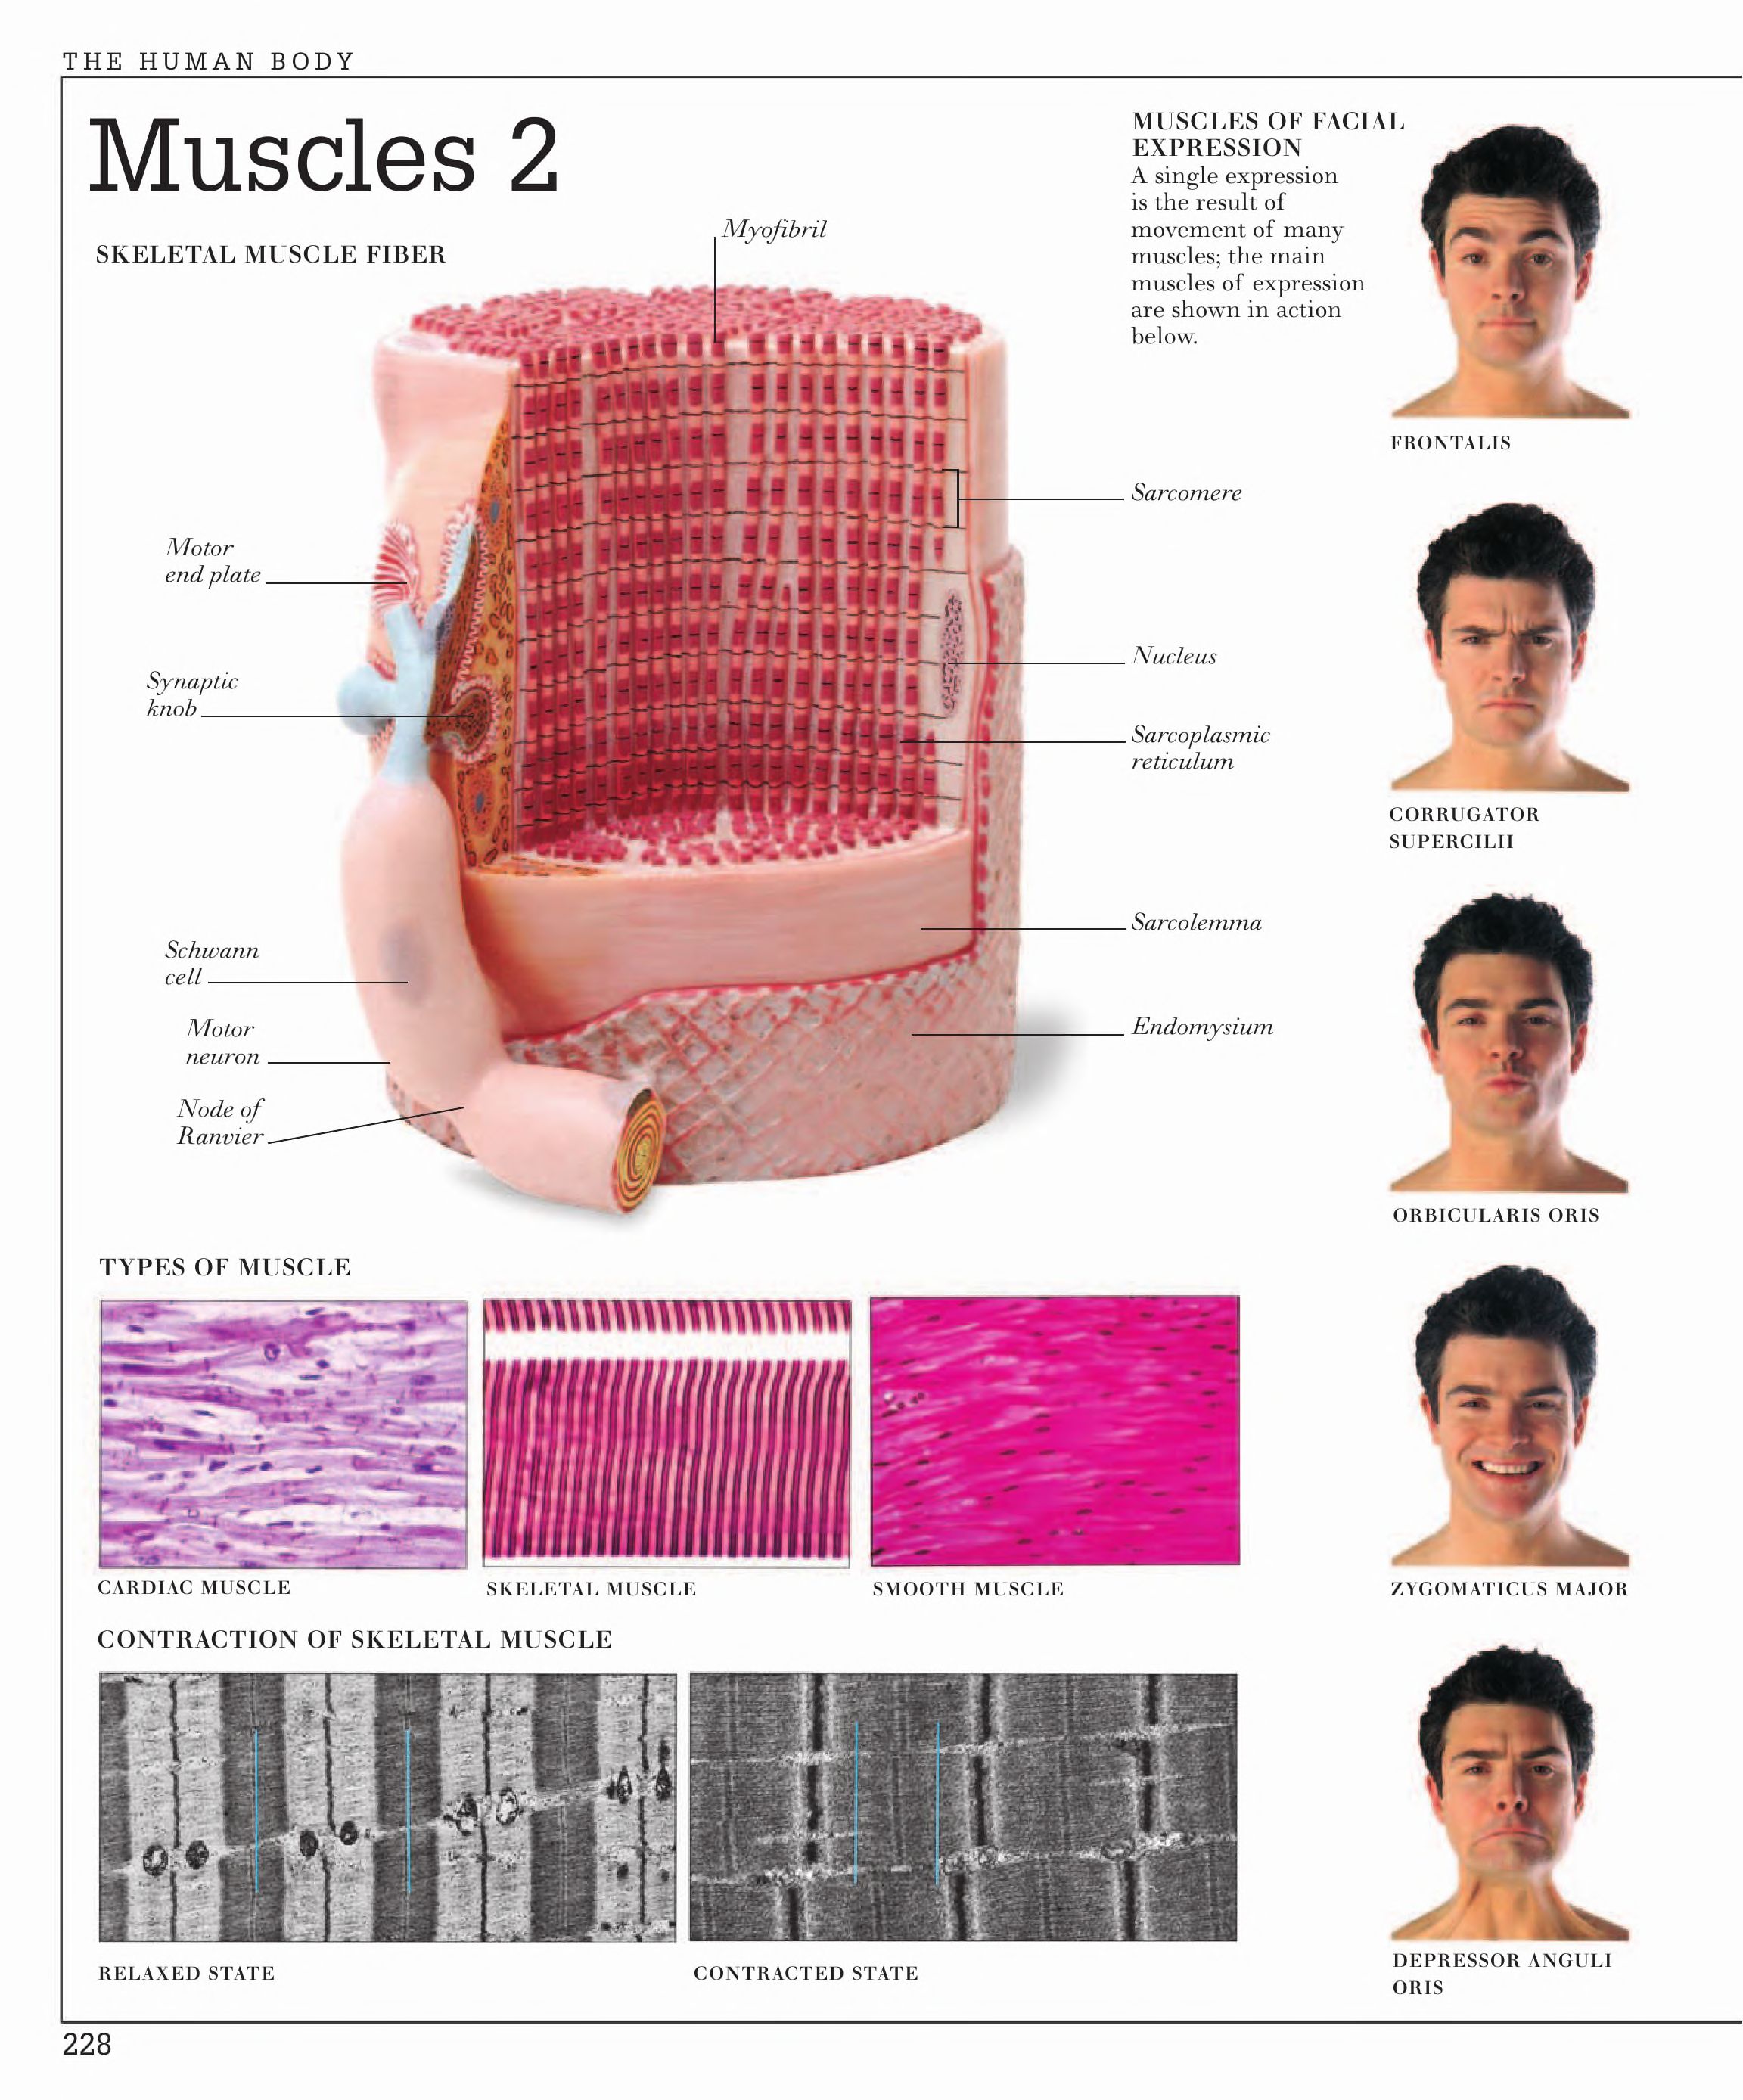 THE HUMAN BODY
Muscles 2
SKELETAL MUSCLE FIBER
Myofibril
Motor
end plate
Synaptic
knob
Schwann
cell
Motor
neuron
Node of
Ranvier
Sarcomere
Nucleus
Sarcoplasmic
reticulum
Sarcolemma
Endomysium
MUSCLES OF FACIAL
EXPRESSION
A single expression
is the result of
movement of many
muscles; the main
muscles of expression
are shown in action
below.
FRONTALIS
CORRUGATOR
SUPERCILII
ORBICULARIS ORIS
ZYGOMATICUS MAJOR
DEPRESSOR ANGULI
ORIS
TYPES OF MUSCLE
CARDIAC MUSCLE
SKELETAL MUSCLE
SMOOTH MUSCLE
CONTRACTION OF SKELETAL MUSCLE
RELAXED STATE
CONTRACTED STATE
228